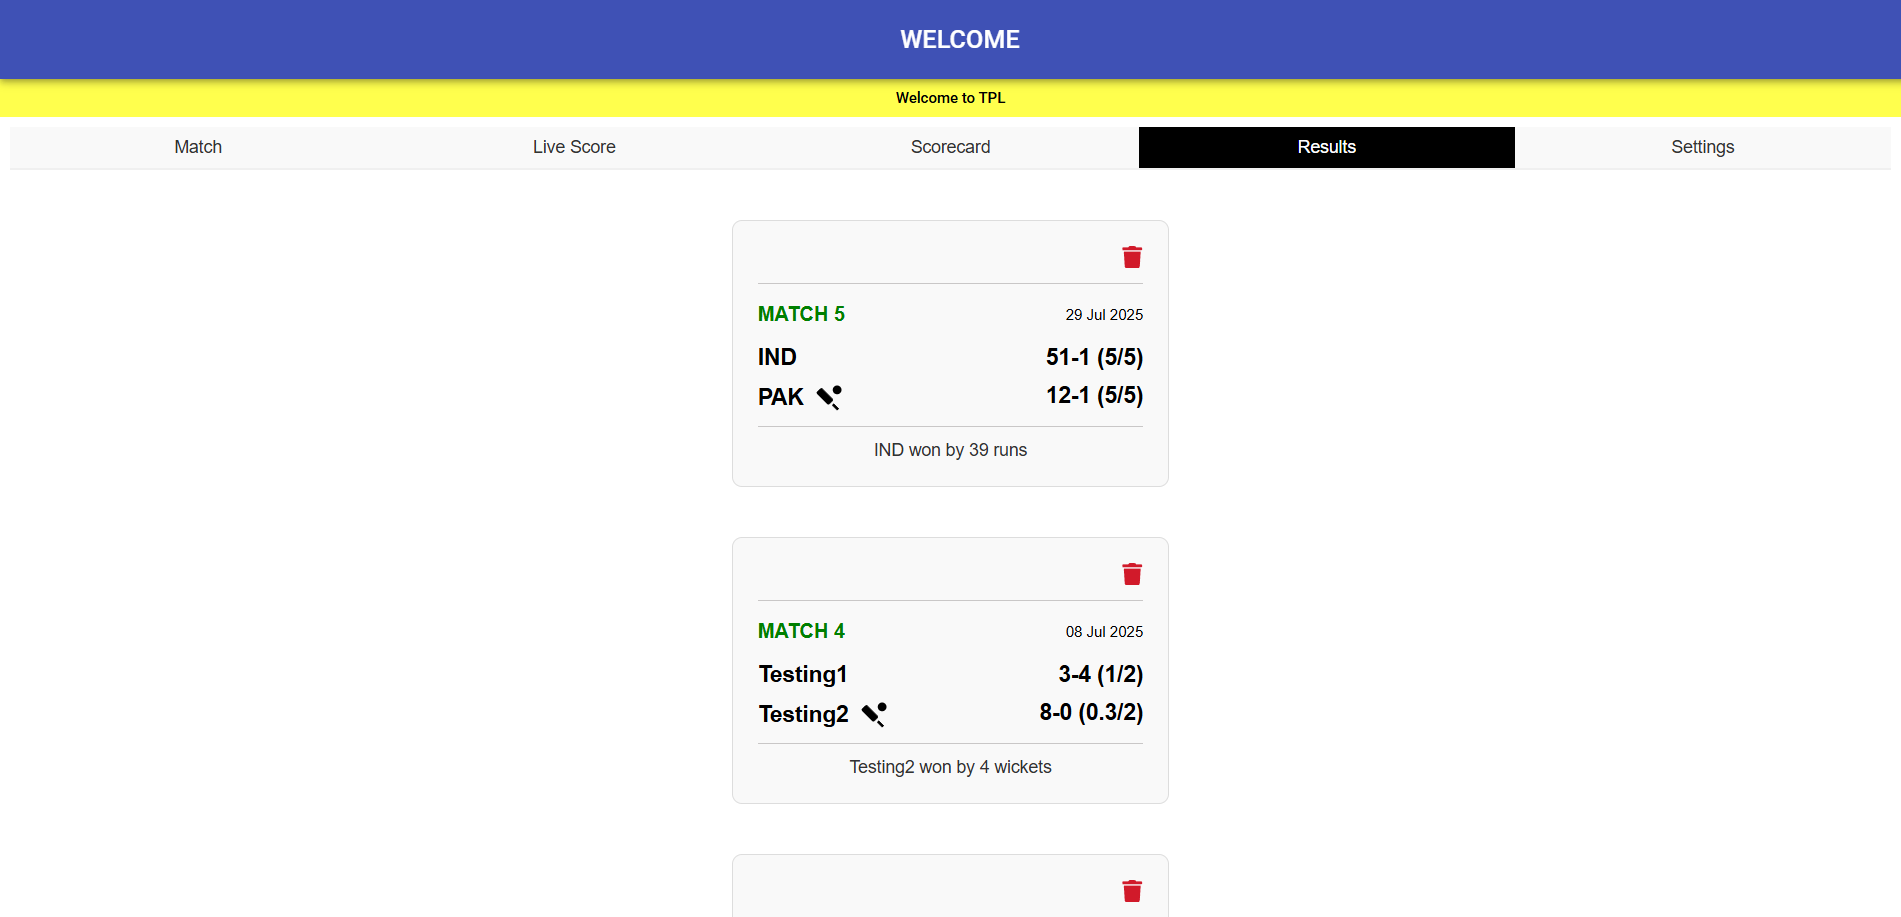 WELCOME
Welcome to TPL
Match Live Score Scorecard Results Settings
MATCH 5 29 Jul 2025
IND 51-1 (5/5)
PAK 12-1 (5/5)
IND won by 39 runs
MATCH 4 08 Jul 2025
Testing1 3-4 (1/2)
Testing2 8-0 (0.3/2)
Testing2 won by 4 wickets